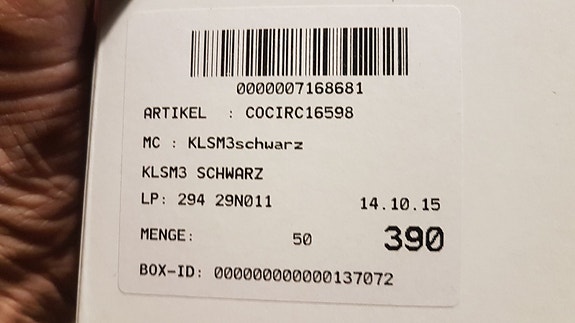 0000007168681
ARTIKEL : COCIRC16598
MC : KLSM3schwarz
KLSM3 SCHWARZ
LP: 294 29N011 14.10.15
MENGE: 50 390
BOX-ID: 000000000000137072